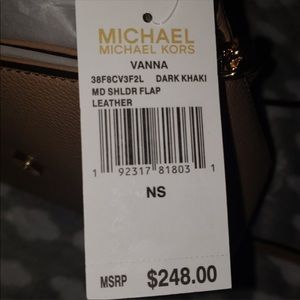 MICHAEL
MICHAEL KORS
VANNA
38F8CV3F2L DARK KHAKI
MD SHLDR FLAP
LEATHER
1 92317 81803 1
NS
MSRP $248.00